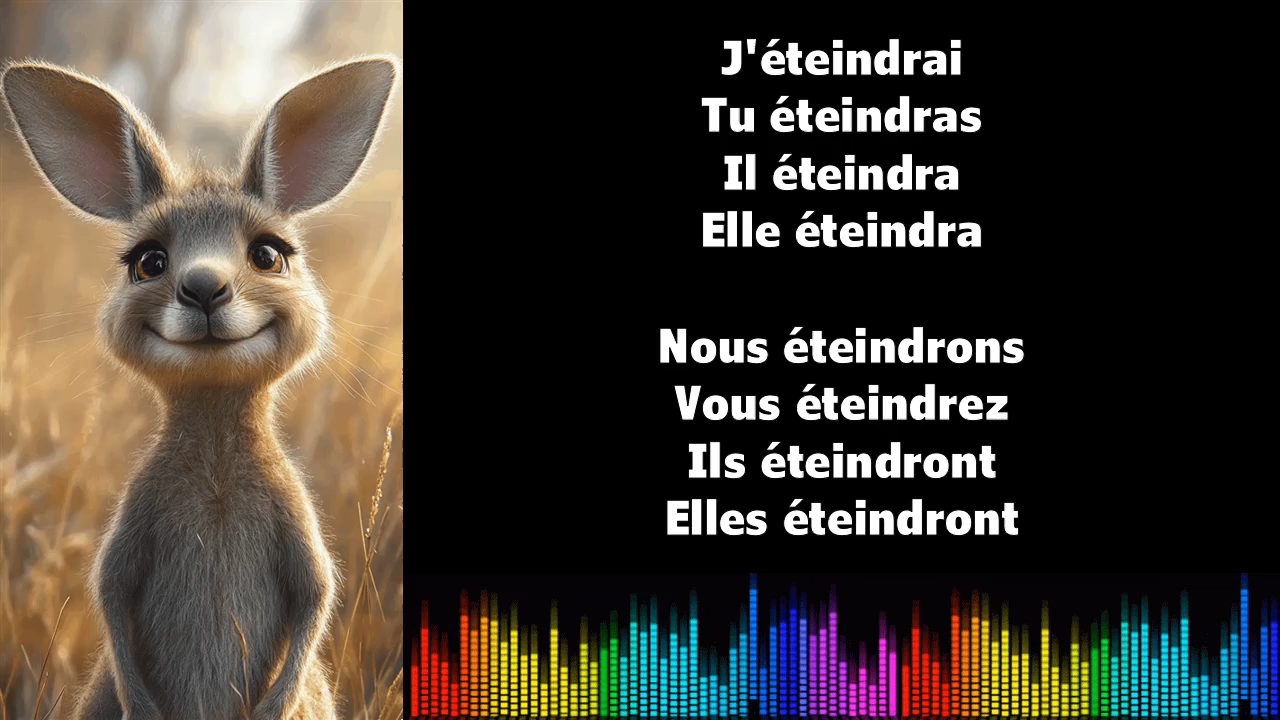 J'éteindrai
Tu éteindras
Il éteindra
Elle éteindra
Nous éteindrons
Vous éteindrez
Ils éteindront
Elles éteindront